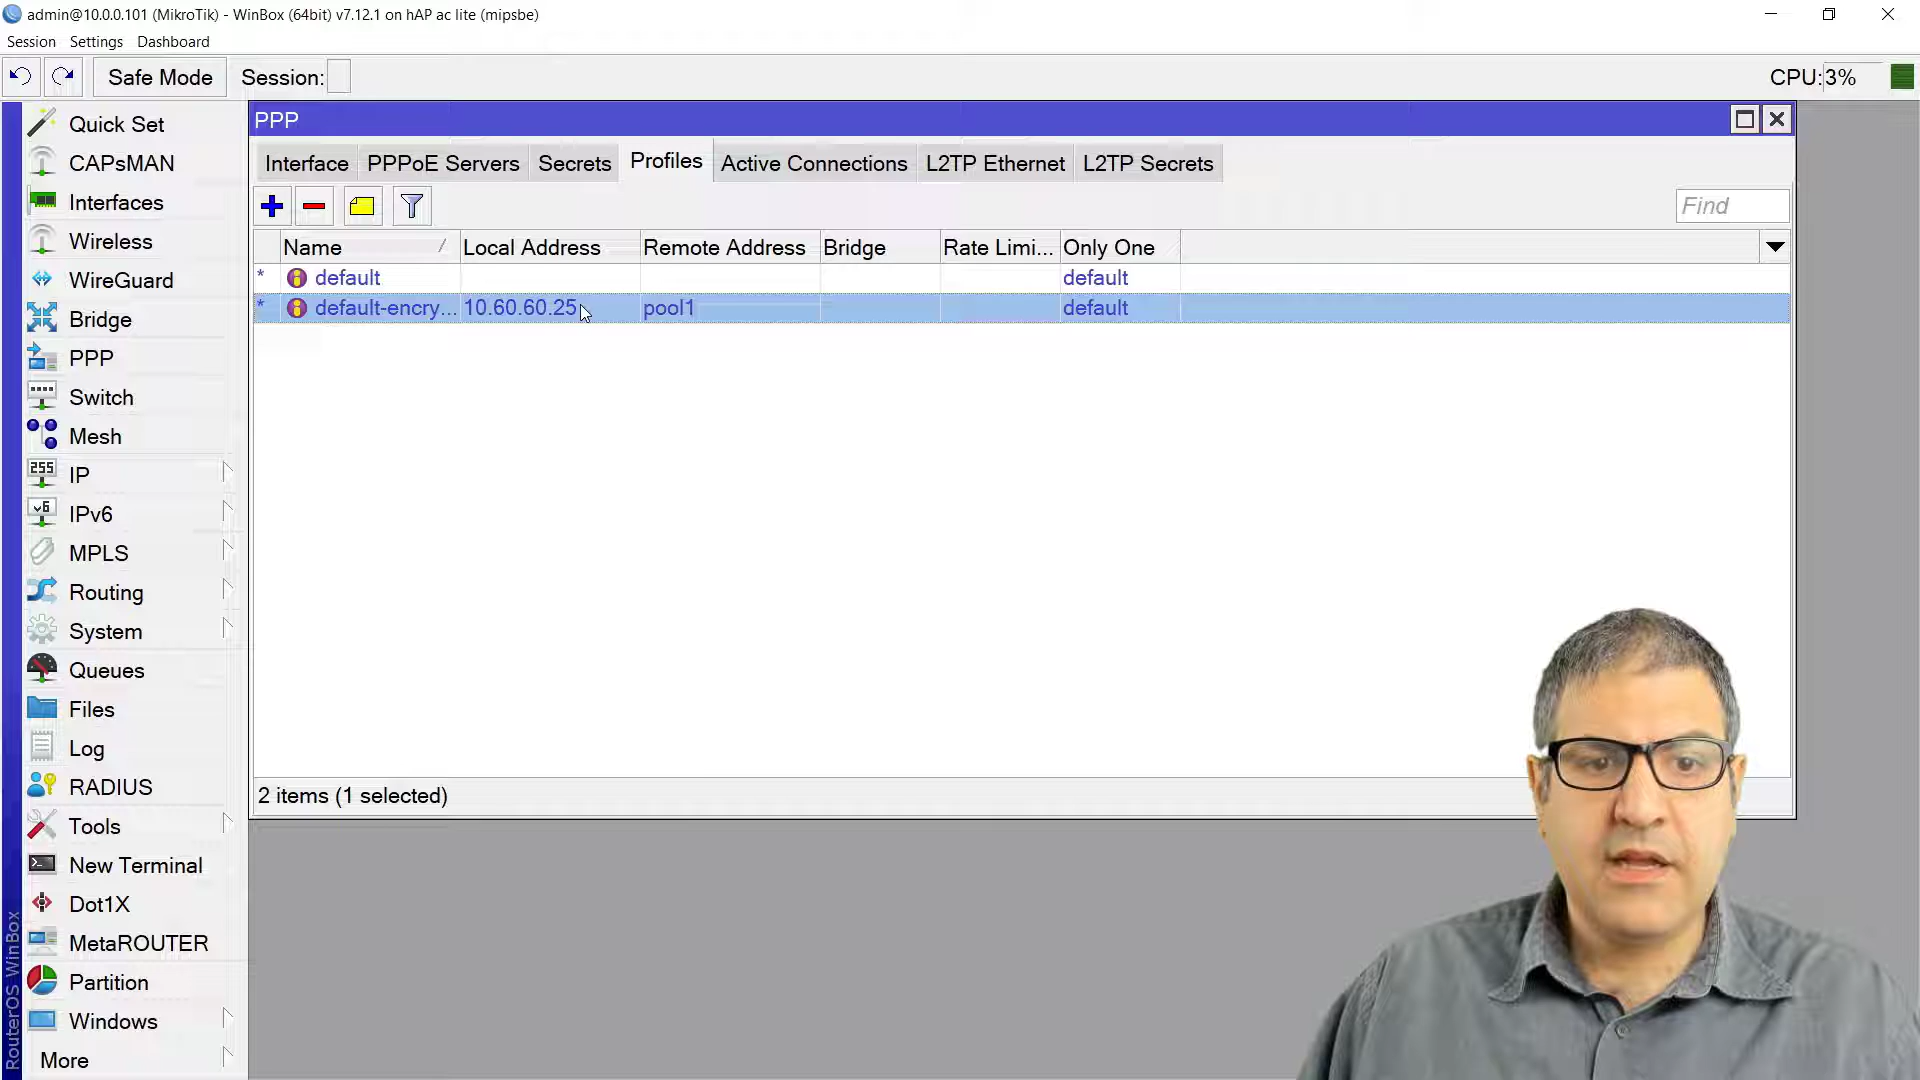 admin@10.0.0.101 (MikroTik) - WinBox (64bit) v7.12.1 on hAP ac lite (mipsbe)
Session Settings Dashboard
Safe Mode Session: CPU:3%
PPP
Interface PPPoE Servers Secrets Profiles Active Connections L2TP Ethernet L2TP Secrets
Find
Name Local Address Remote Address Bridge Rate Limi... Only One
* default default
* default-encry... 10.60.60.25 pool1 default
2 items (1 selected)
Quick Set
CAPsMAN
Interfaces
Wireless
WireGuard
Bridge
PPP
Switch
Mesh
255 IP
v6 IPv6
MPLS
Routing
System
Queues
Files
Log
RADIUS
Tools
New Terminal
Dot1X
MetaROUTER
Partition
Windows
More
RouterOS WinBox